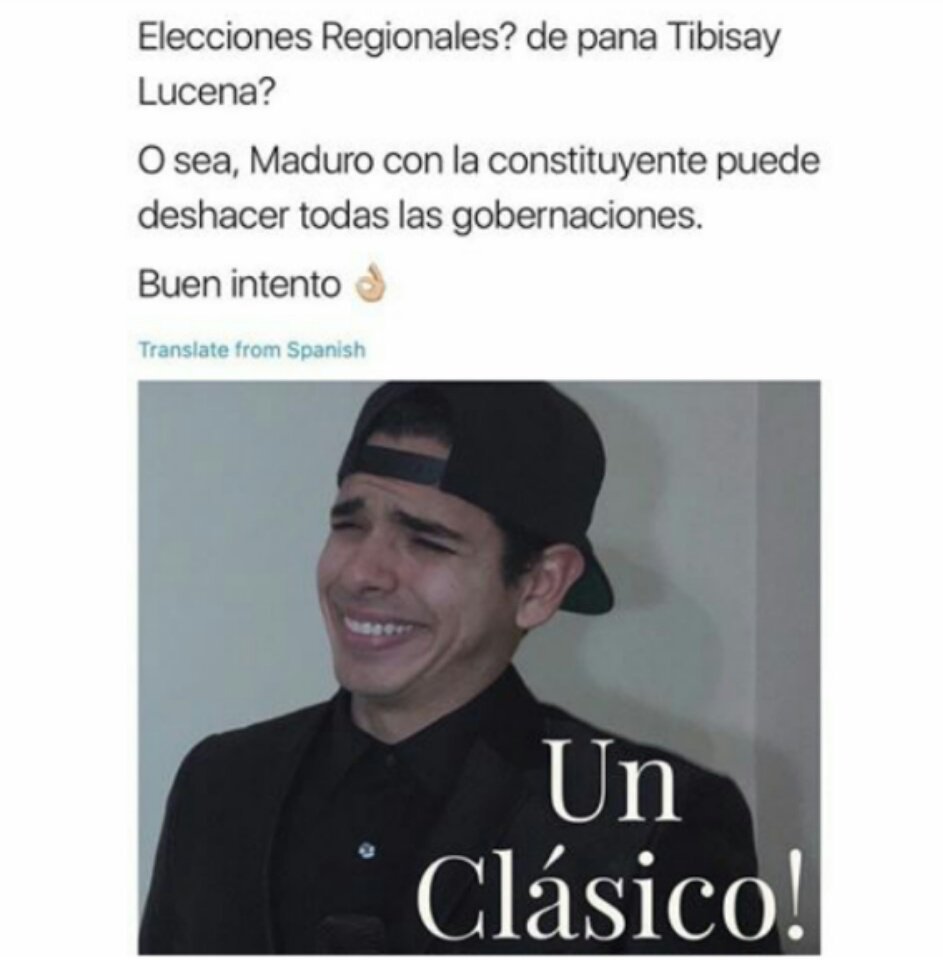 Elecciones Regionales? de pana Tibisay
Lucena?
O sea, Maduro con la constituyente puede
deshacer todas las gobernaciones.
Buen intento 👌🏼
Translate from Spanish
Un
Clásico!